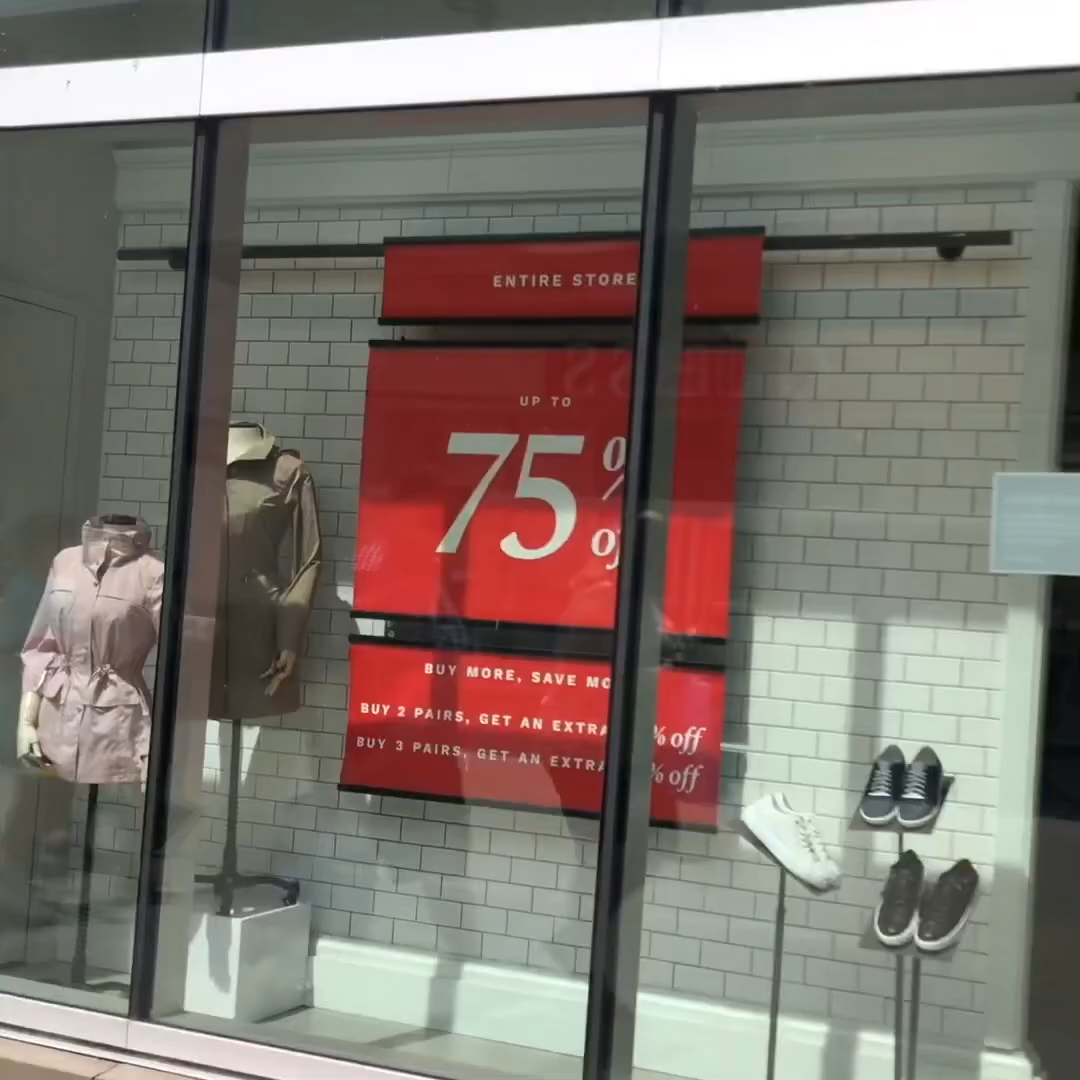 ENTIRE STORE
UP TO
75%
off
BUY MORE, SAVE
BUY 2 PAIRS, GET AN EXTRA % off
BUY 3 PAIRS, GET AN EXTRA % off